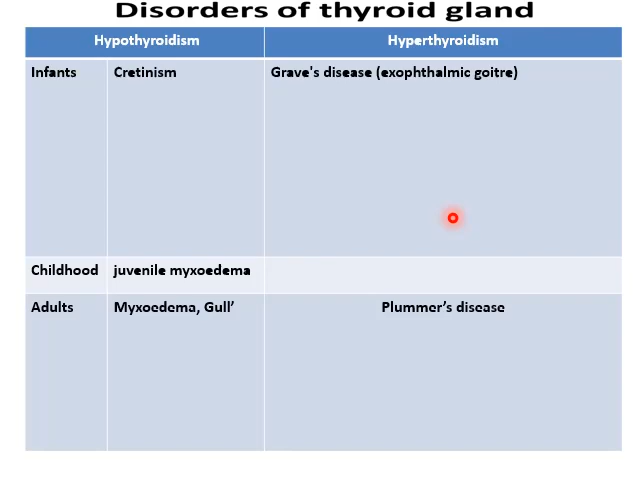 Disorders of thyroid gland
Hypothyroidism Hyperthyroidism
Infants Cretinism Grave's disease (exophthalmic goitre)
Childhood juvenile myxoedema
Adults Myxoedema, Gull’ Plummer’s disease